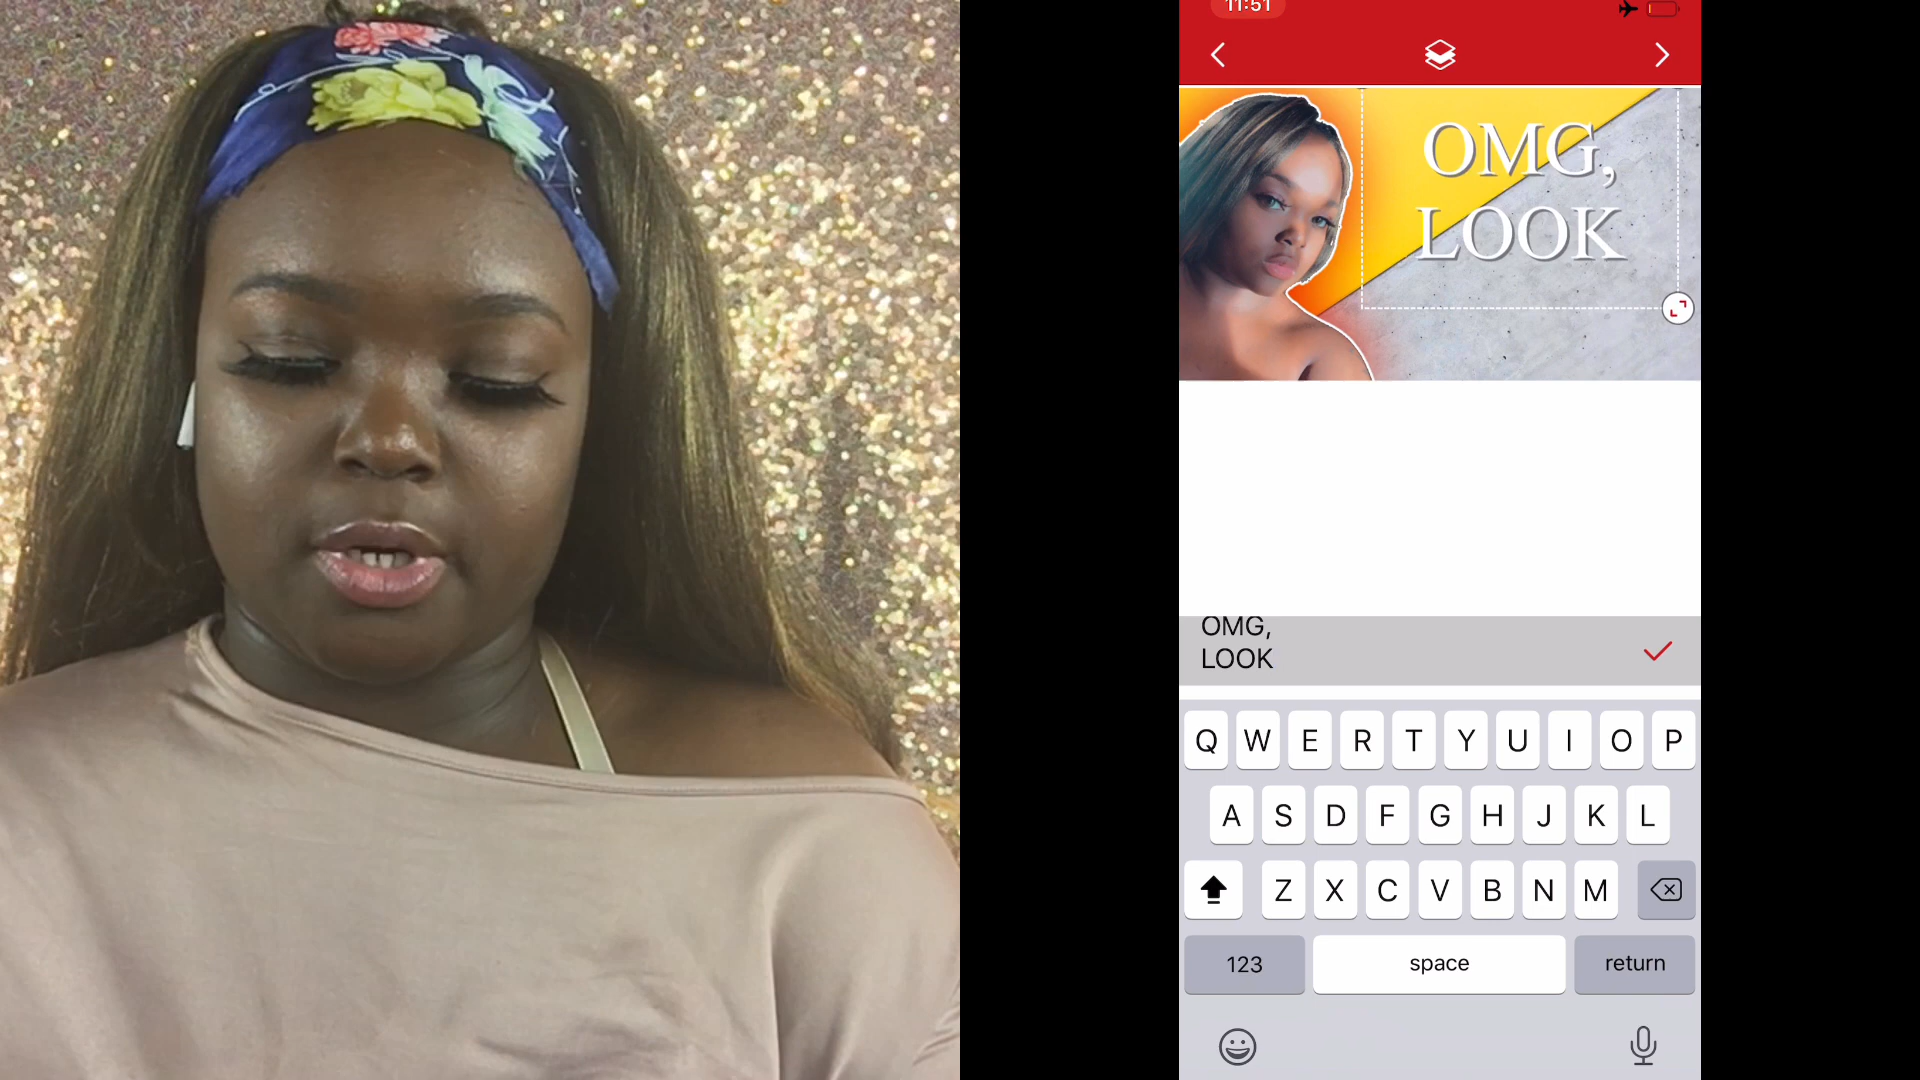 11:51
OMG,
LOOK
OMG,
LOOK
Q W E R T Y U I O P
A S D F G H J K L
Z X C V B N M
123 space return